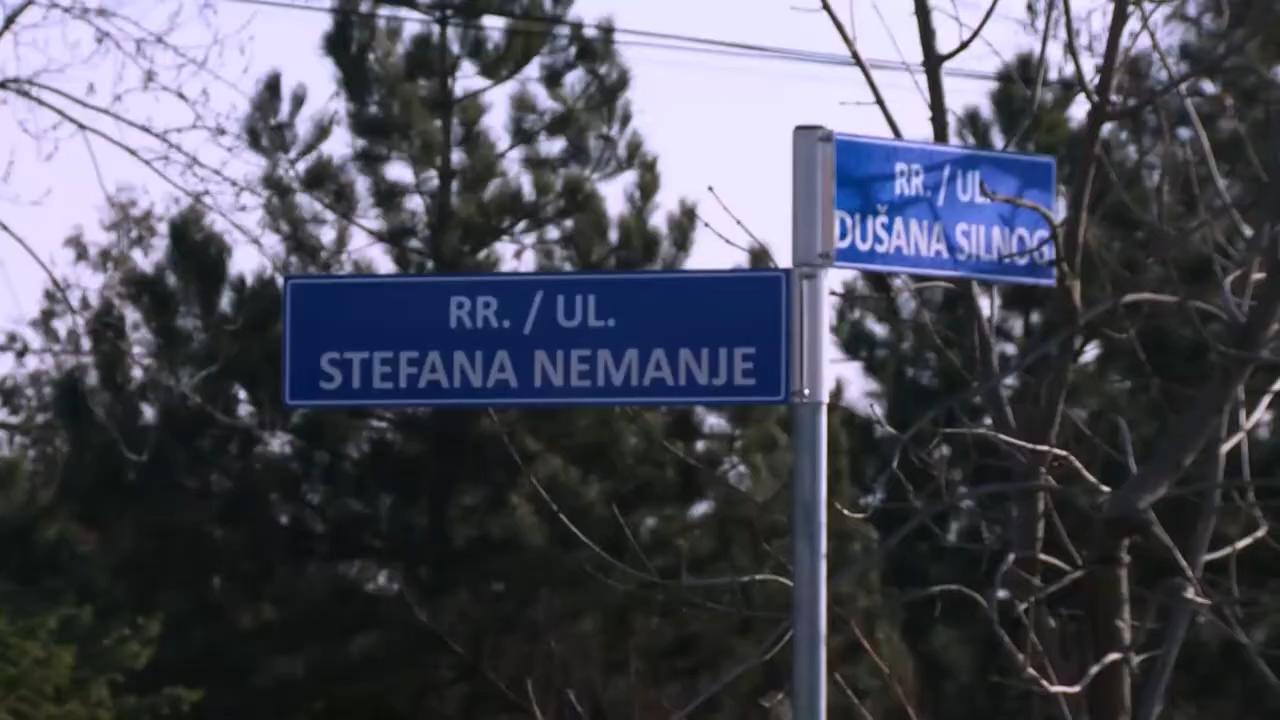 RR. / UL.
STEFANA NEMANJE
RR. / UL.
DUŠANA SILNOG